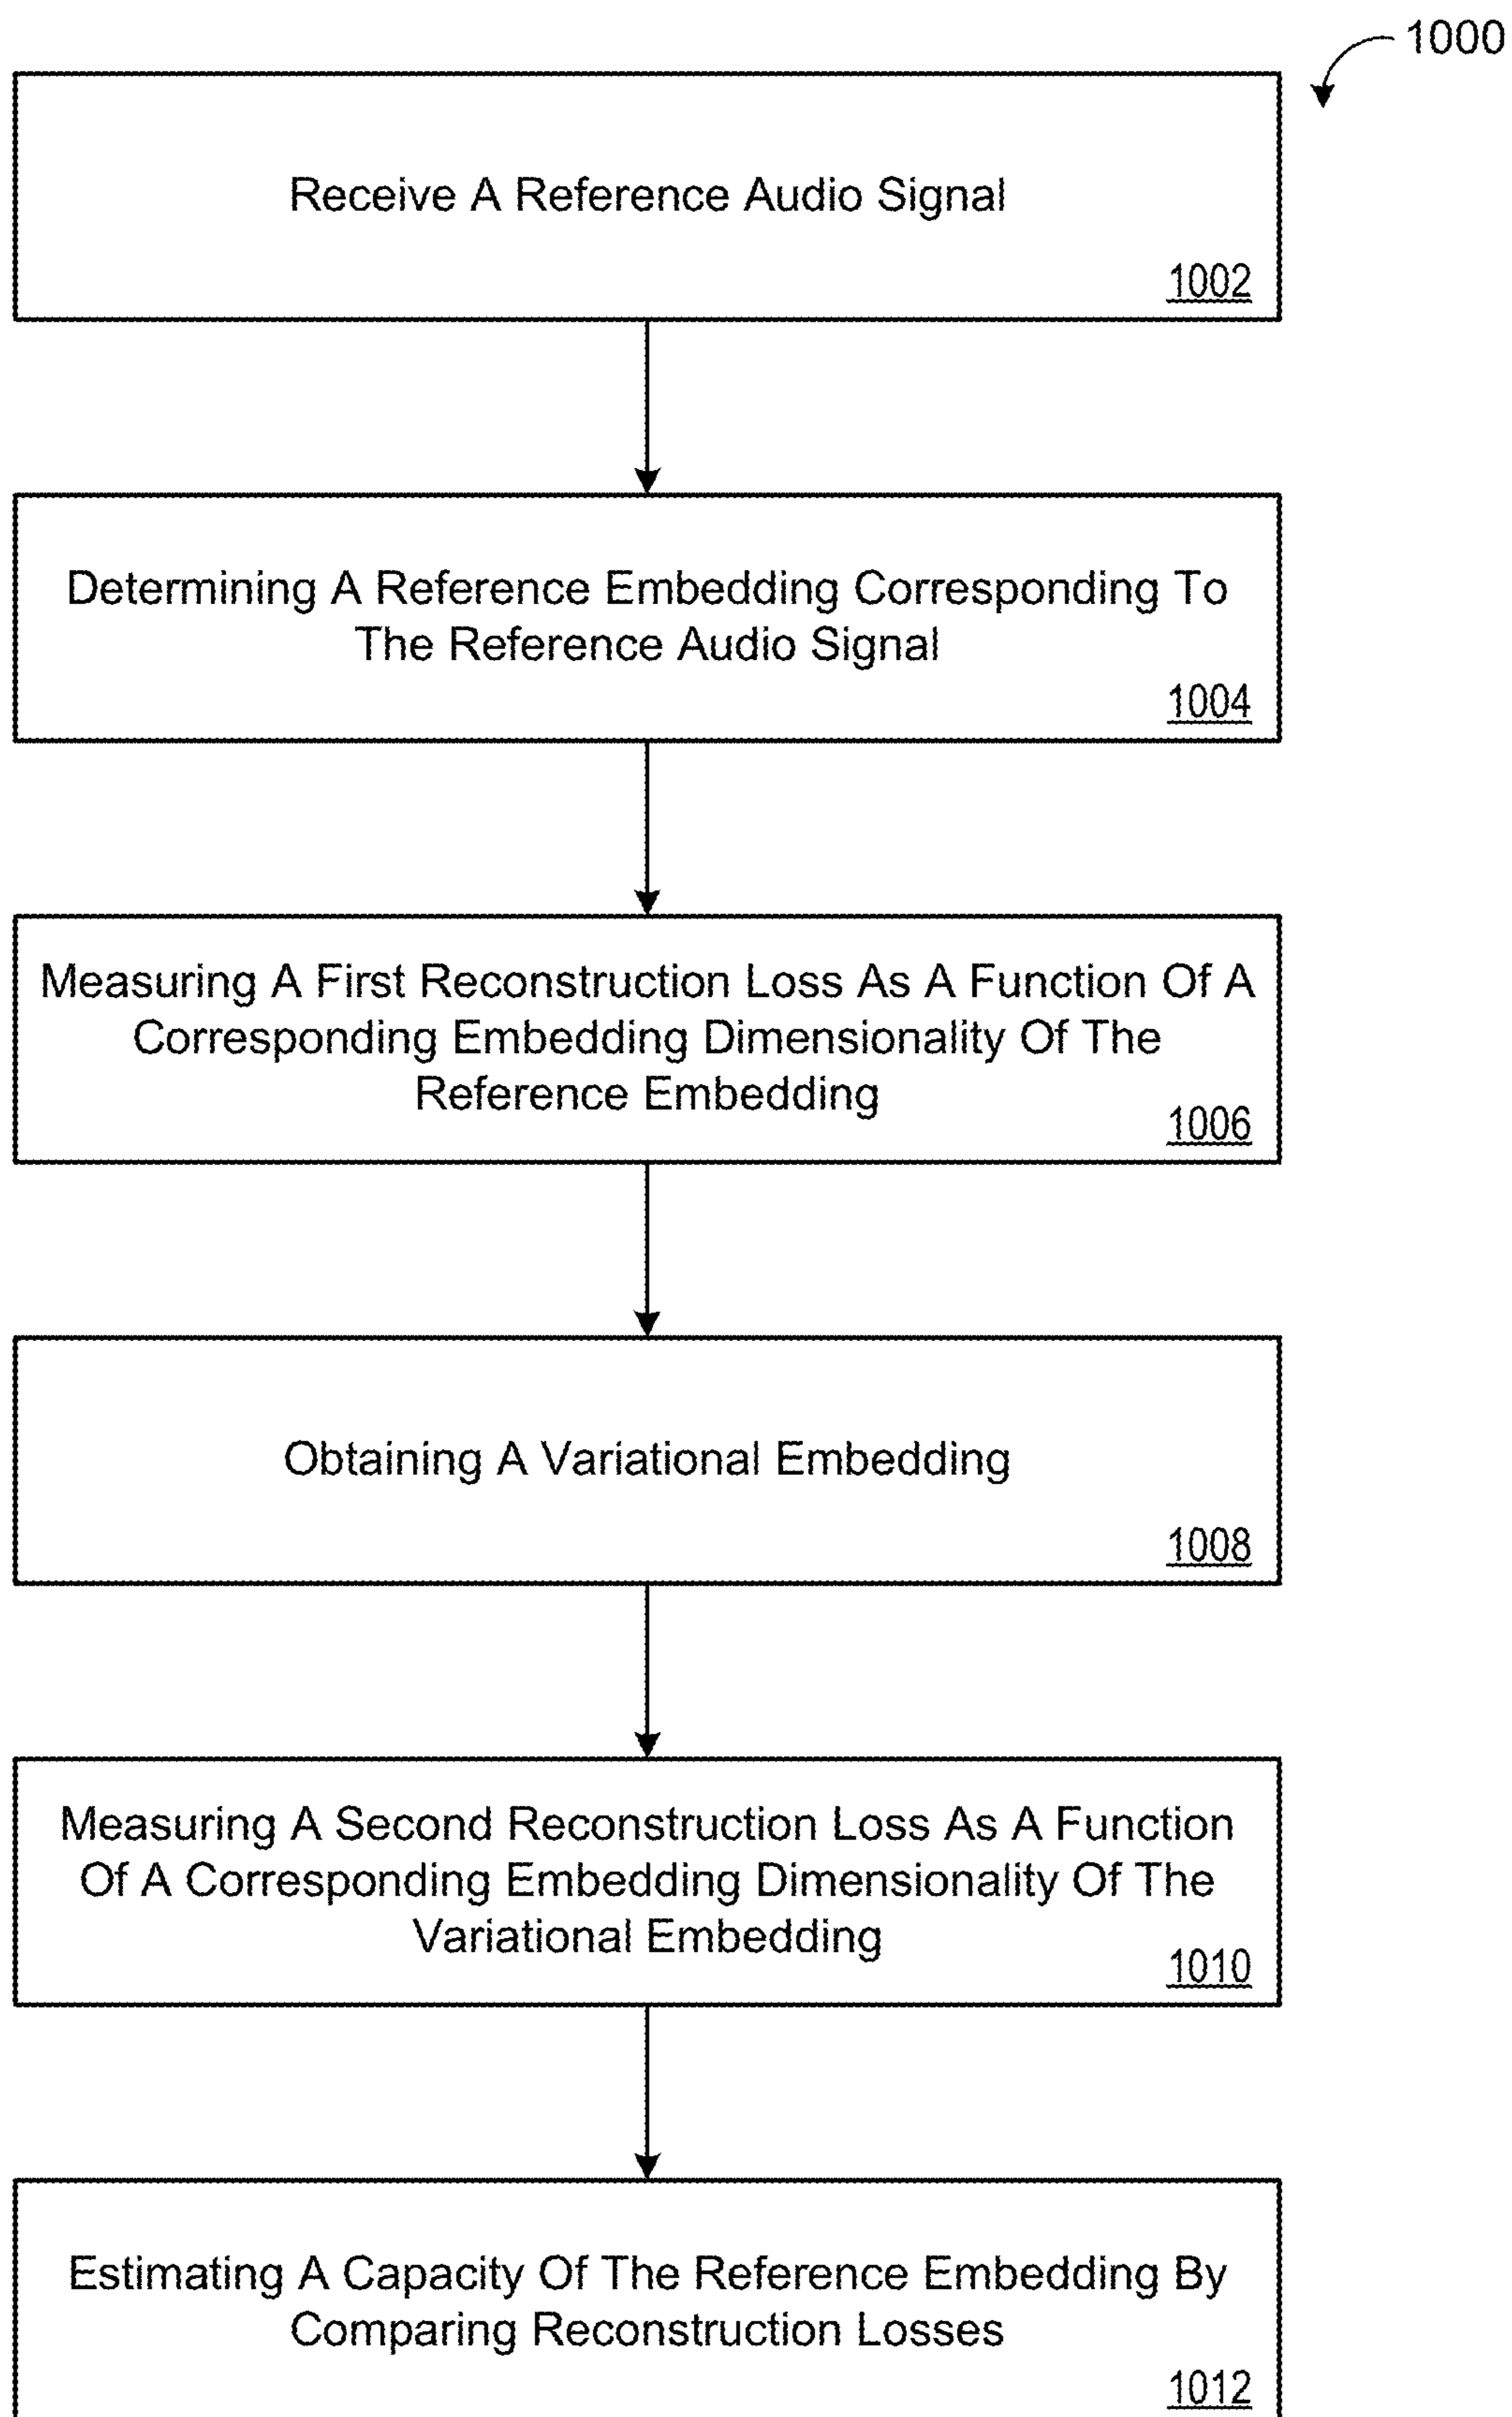 1000
Receive A Reference Audio Signal
1002
Determining A Reference Embedding Corresponding To
The Reference Audio Signal
1004
Measuring A First Reconstruction Loss As A Function Of A
Corresponding Embedding Dimensionality Of The
Reference Embedding
1006
Obtaining A Variational Embedding
1008
Measuring A Second Reconstruction Loss As A Function
Of A Corresponding Embedding Dimensionality Of The
Variational Embedding
1010
Estimating A Capacity Of The Reference Embedding By
Comparing Reconstruction Losses
1012